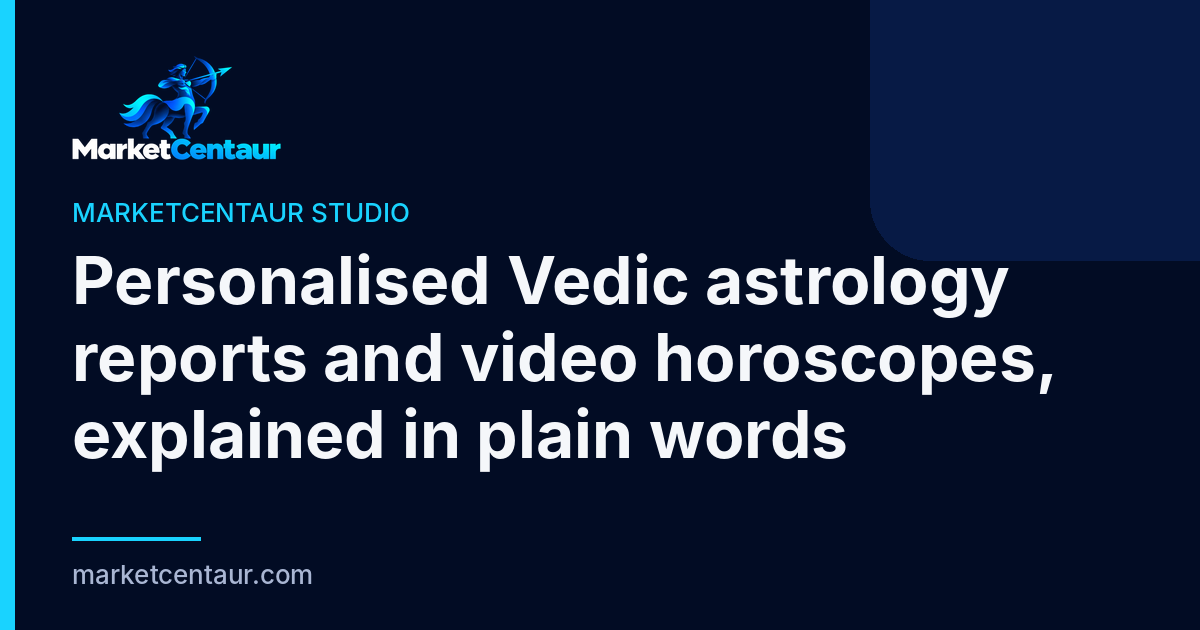 MarketCentaur
MARKETCENTAUR STUDIO
Personalised Vedic astrology
reports and video horoscopes,
explained in plain words
marketcentaur.com